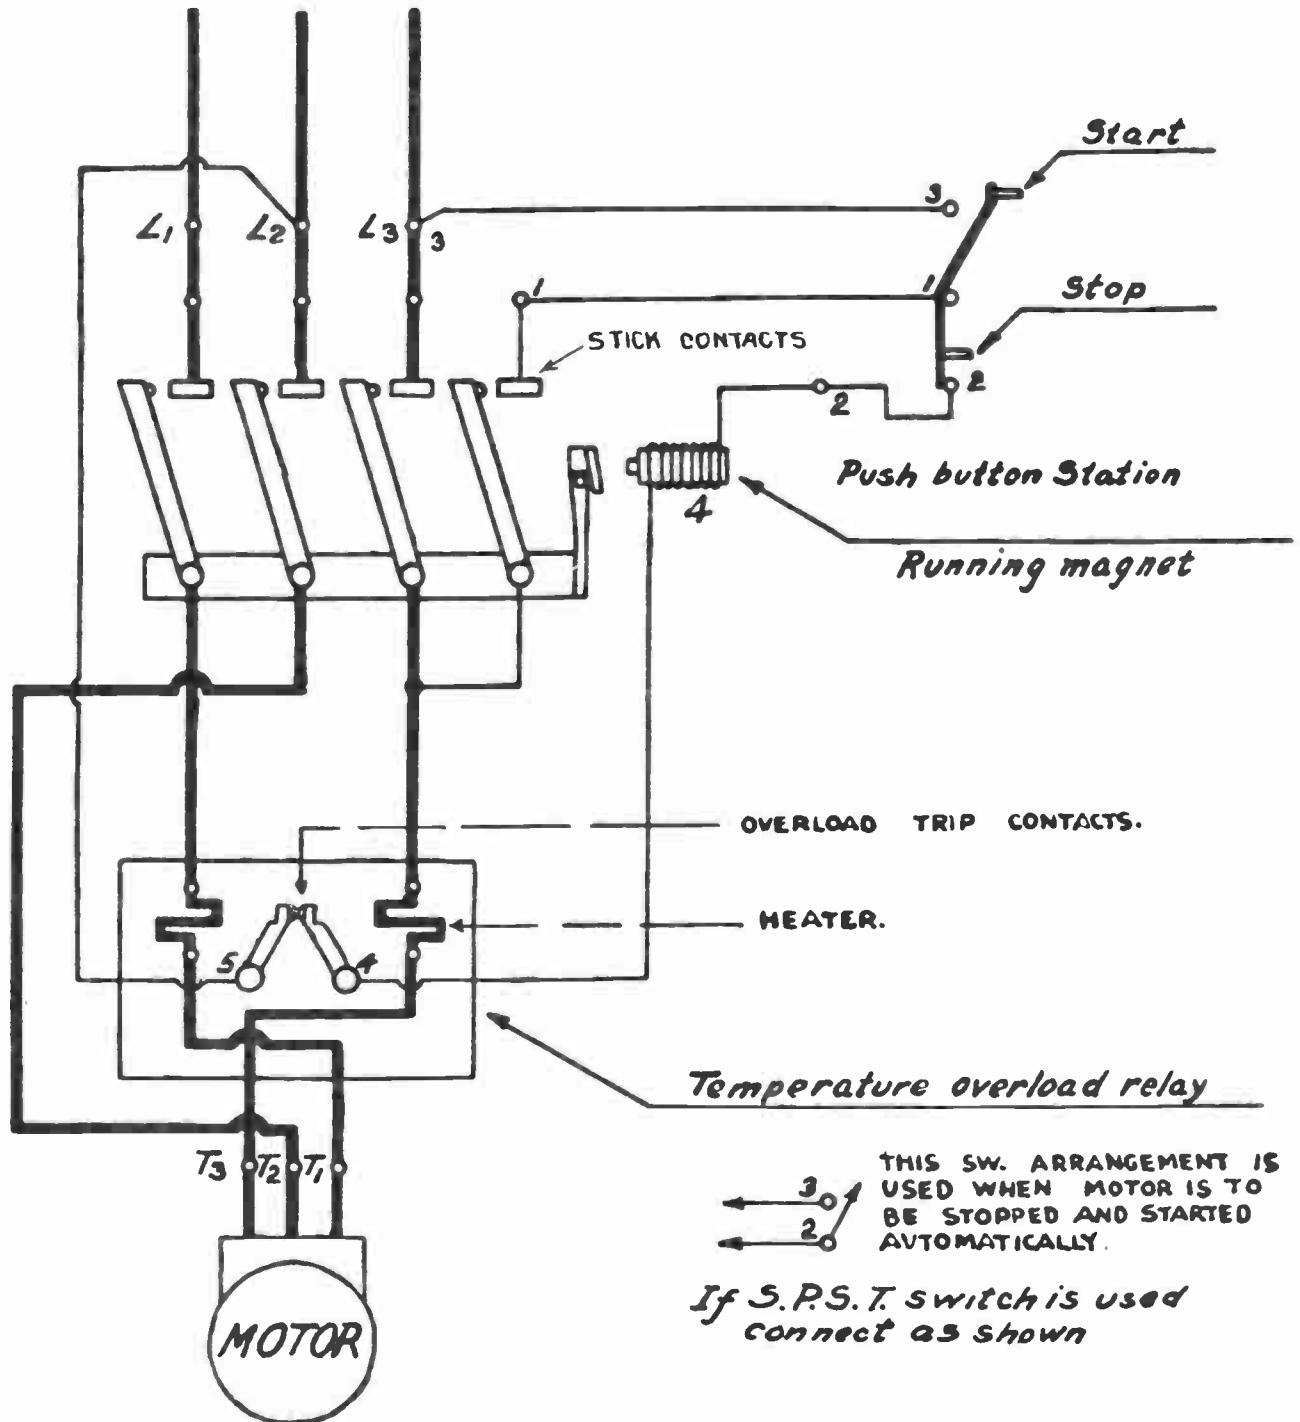 Start
3
L1
L2
L3
3
1
1
Stop
STICK CONTACTS
2
2
Push button Station
4
Running magnet
OVERLOAD TRIP CONTACTS.
HEATER.
5
4
Temperature overload relay
T3
T2
T1
3
2
THIS SW. ARRANGEMENT IS
USED WHEN MOTOR IS TO
BE STOPPED AND STARTED
AUTOMATICALLY.
If S.P.S.T. switch is used
connect as shown
MOTOR